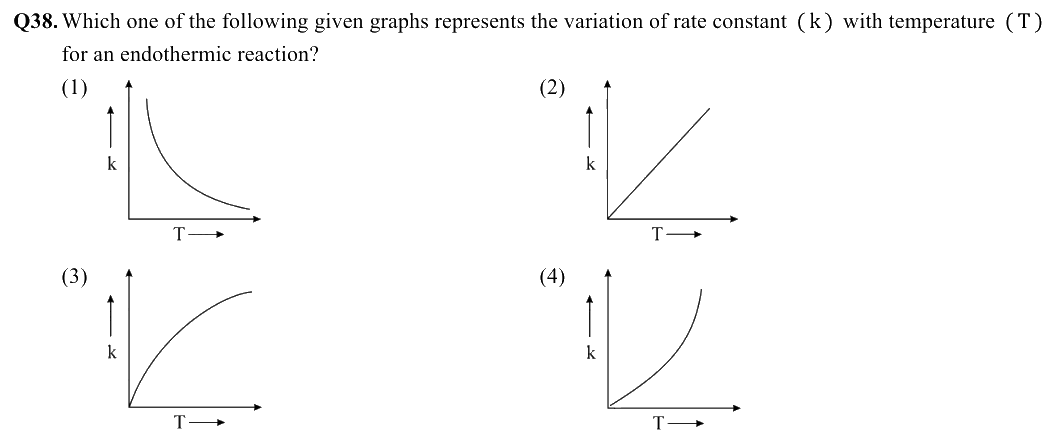 Q38. Which one of the following given graphs represents the variation of rate constant (k) with temperature (T)
for an endothermic reaction?
(1)
k
T
(2)
k
T
(3)
k
T
(4)
k
T